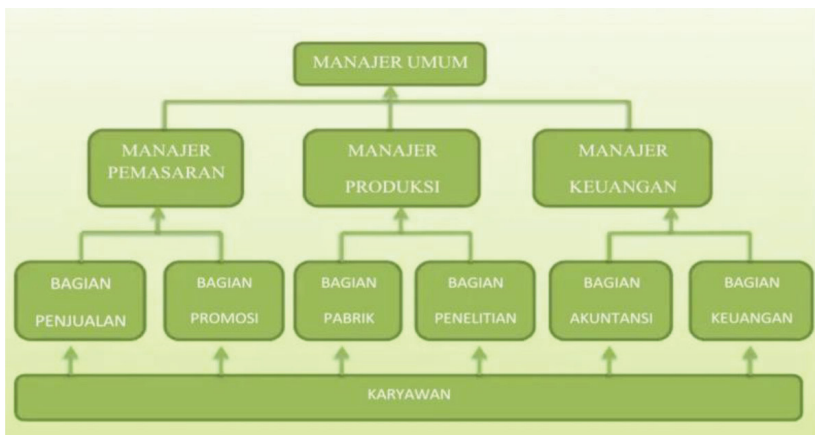 MANAJER UMUM
MANAJER
PEMASARAN
MANAJER
PRODUKSI
MANAJER
KEUANGAN
BAGIAN
PENJUALAN
BAGIAN
PROMOSI
BAGIAN
PABRIK
BAGIAN
PENELITIAN
BAGIAN
AKUNTANSI
BAGIAN
KEUANGAN
KARYAWAN